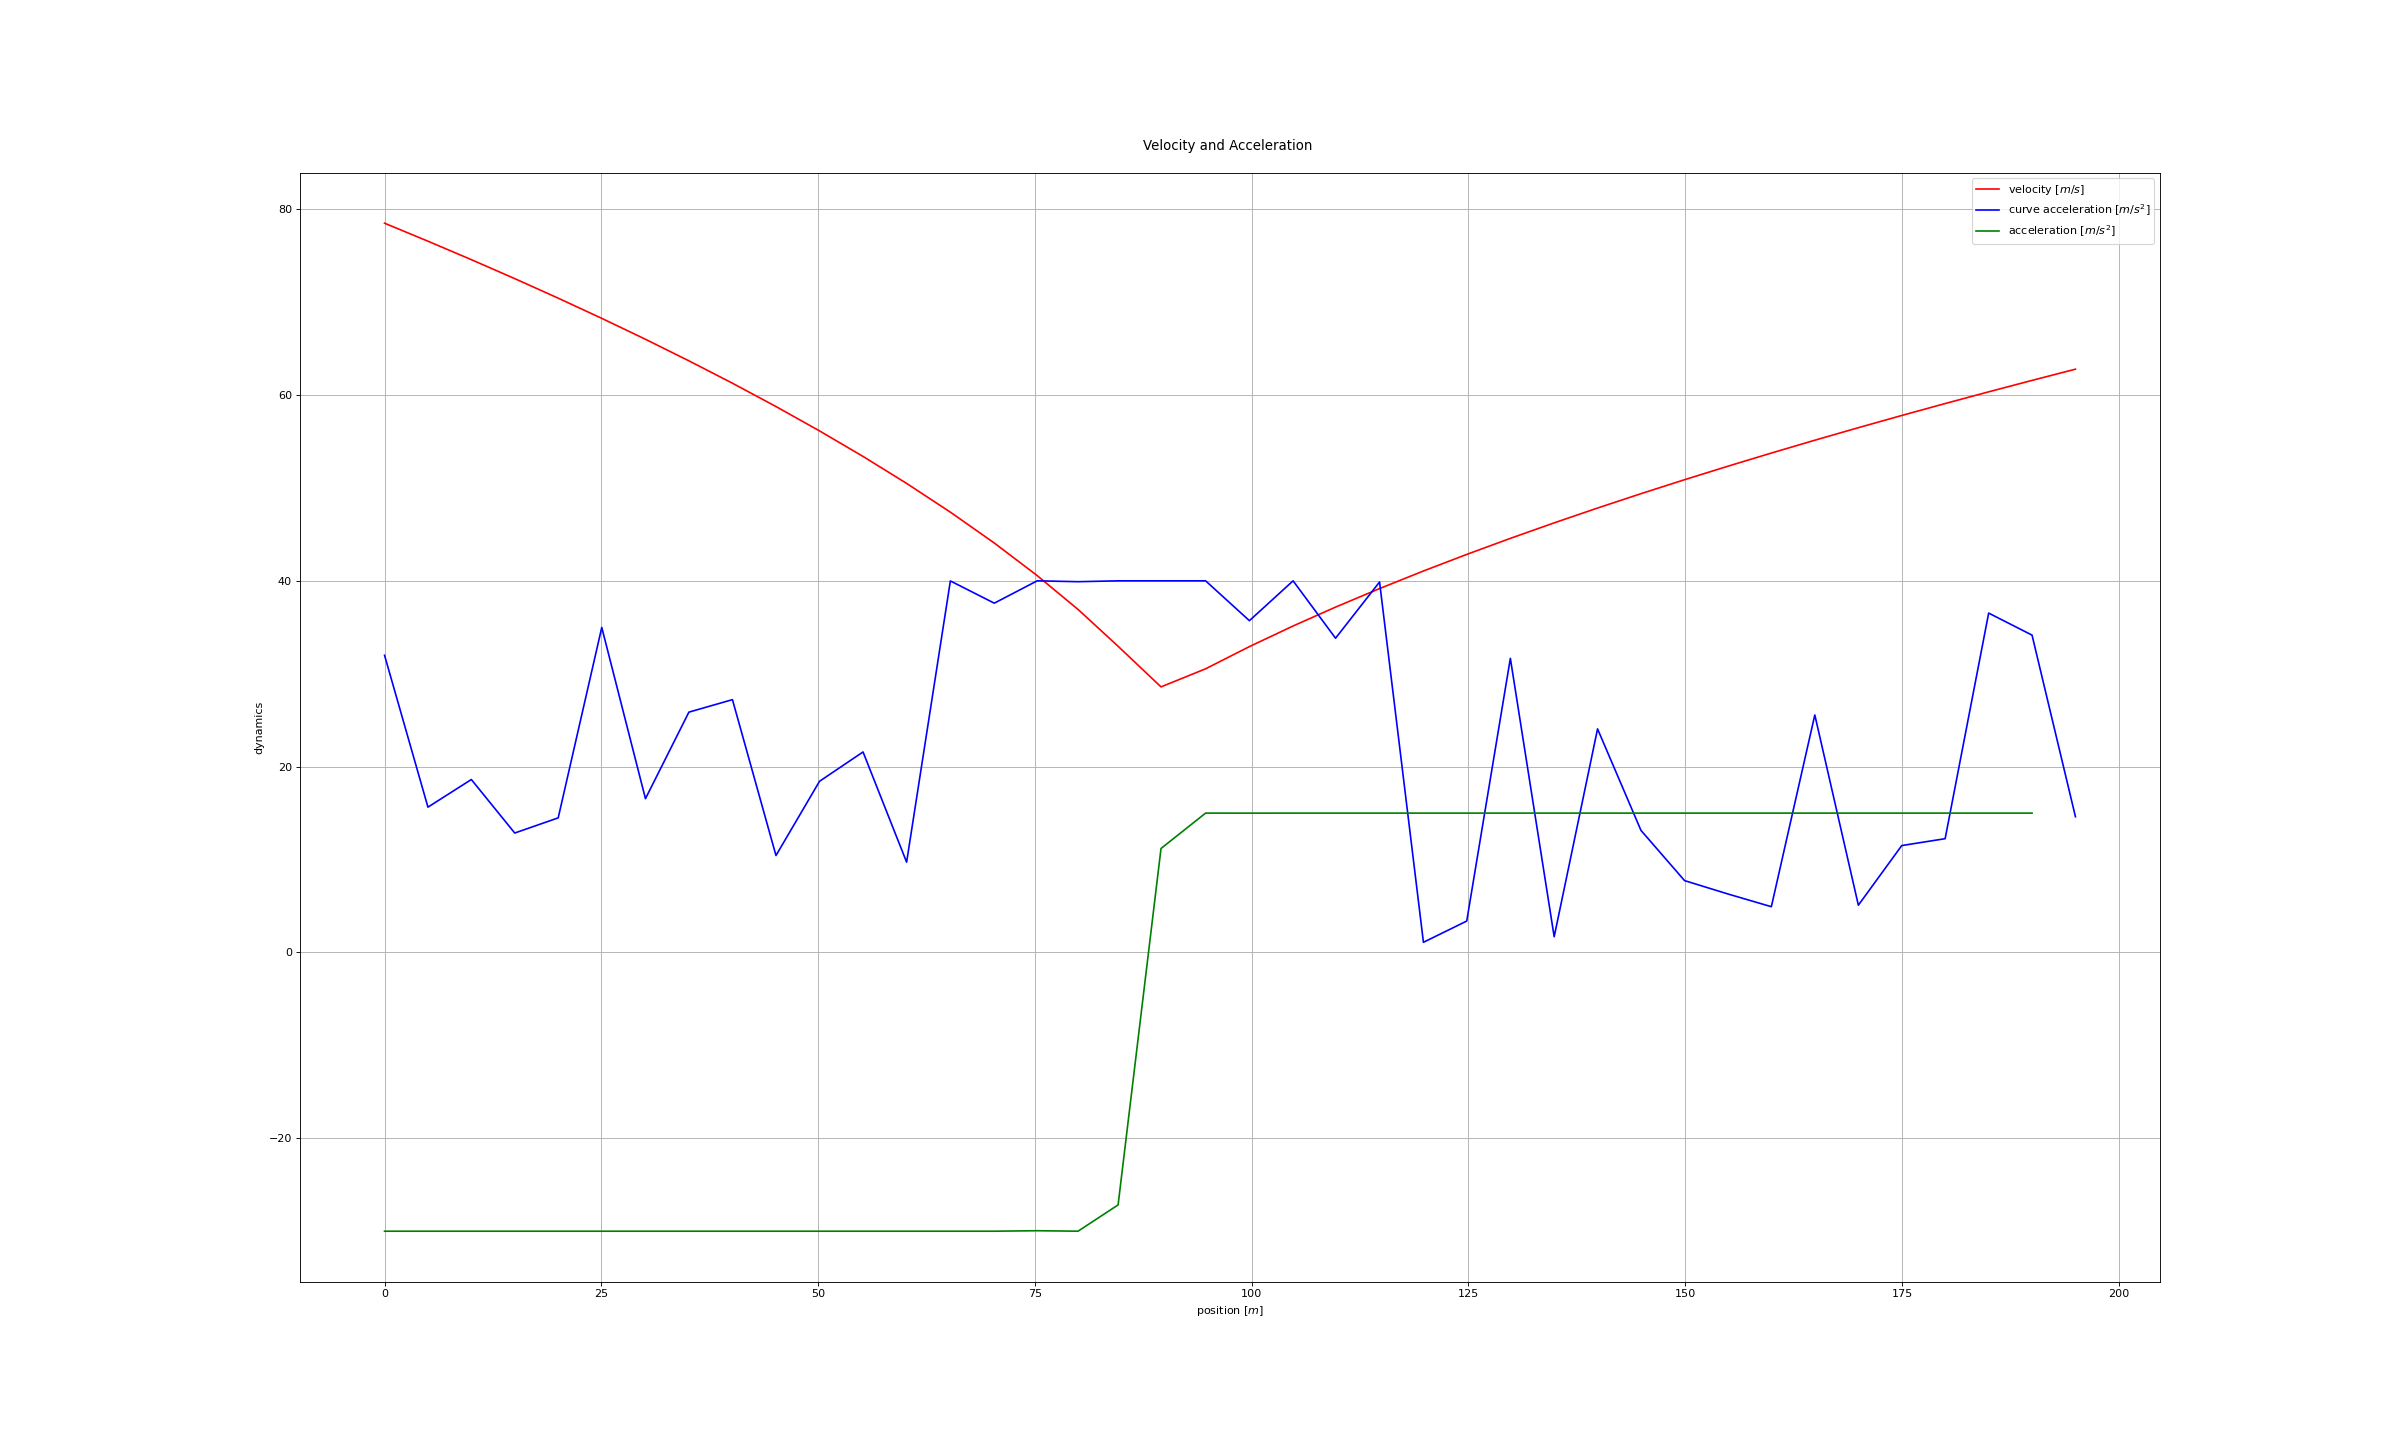 Velocity and Acceleration
velocity [m/s]
curve acceleration [m/s²]
acceleration [m/s²]
80
60
40
20
0
−20
dynamics
0 25 50 75 100 125 150 175 200
position [m]